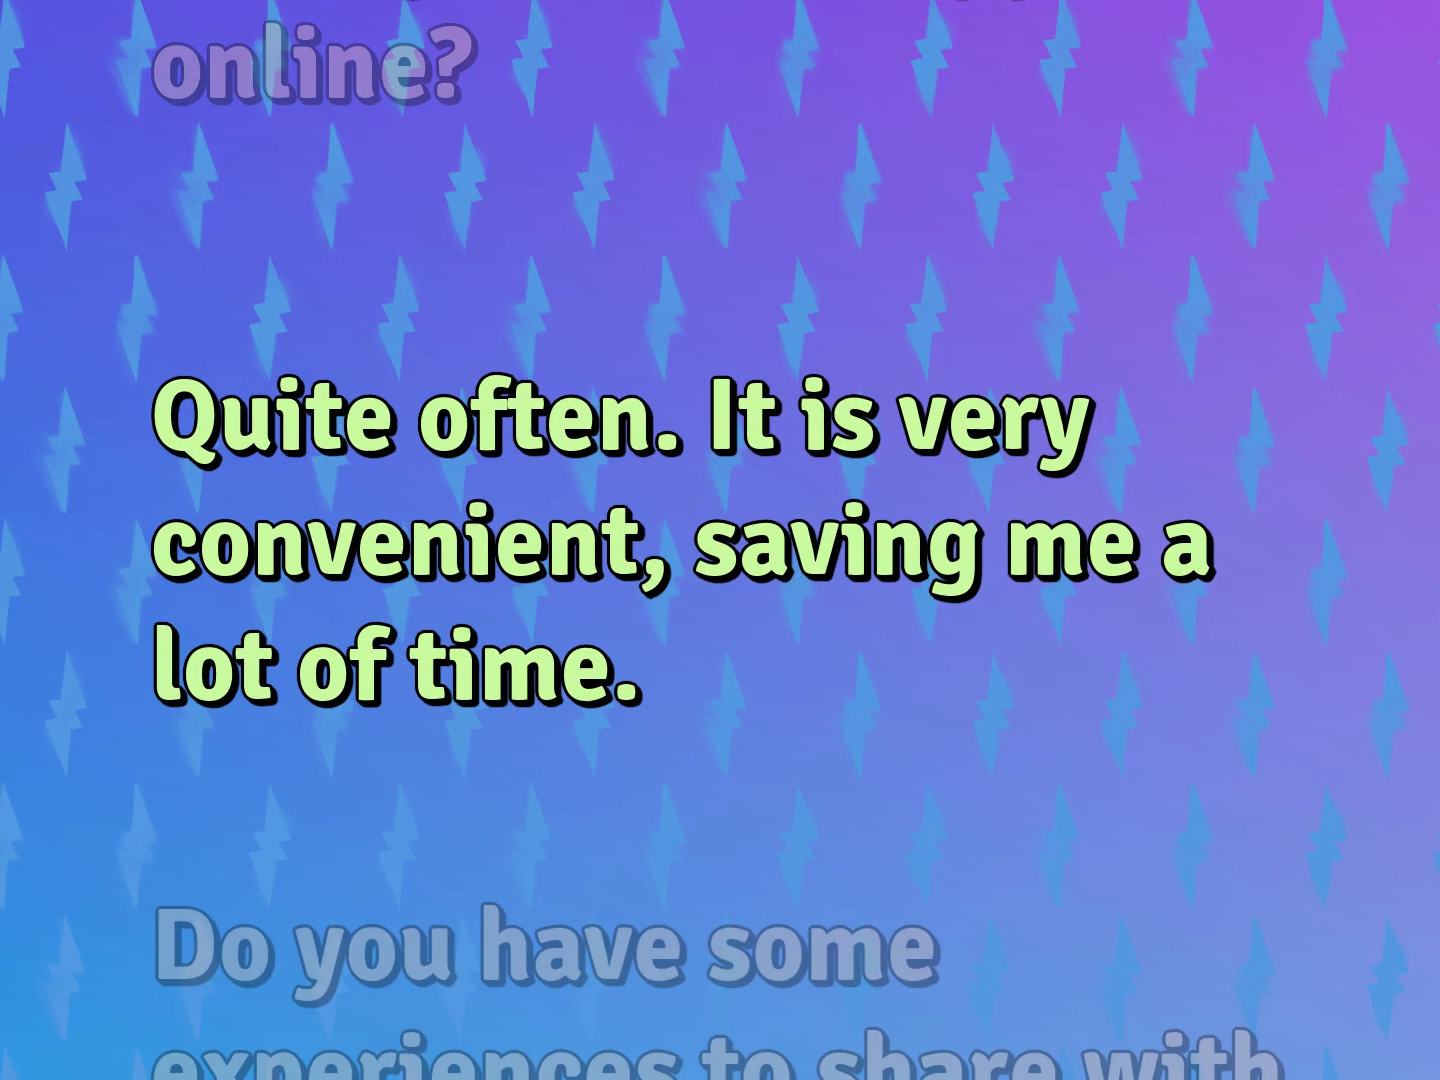 online?
Quite often. It is very
convenient, saving me a
lot of time.
Do you have some
experiences to share with